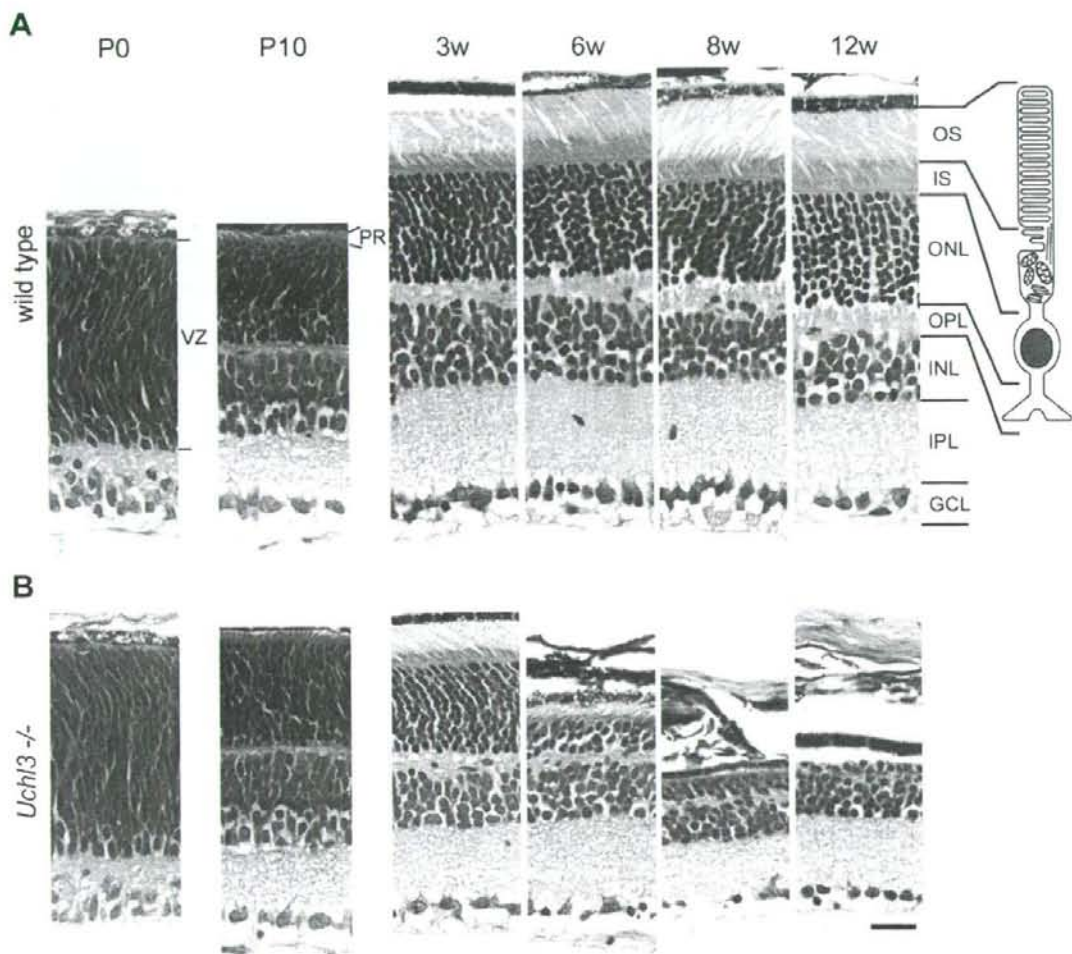 A
P0 P10 3w 6w 8w 12w
wild type
VZ
PR
OS
IS
ONL
OPL
INL
IPL
GCL
B
Uchl3 -/-